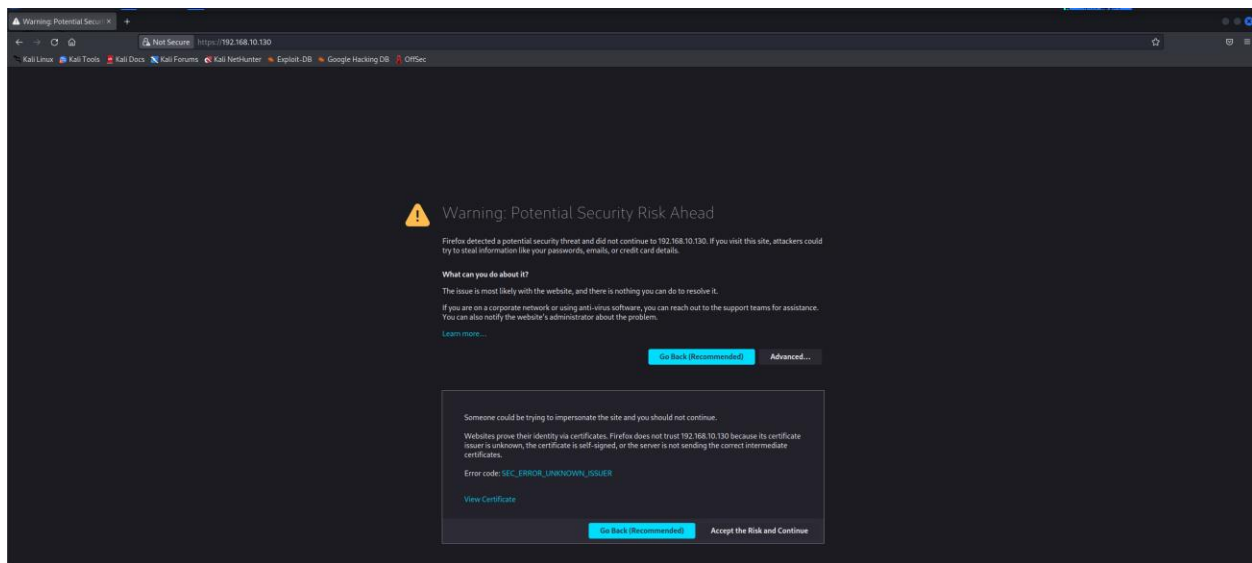 Warning: Potential Securi
Not Secure https://192.168.10.130
Kali Linux Kali Tools Kali Docs Kali Forums Kali NetHunter Exploit-DB Google Hacking DB OffSec
Warning: Potential Security Risk Ahead
Firefox detected a potential security threat and did not continue to 192.168.10.130. If you visit this site, attackers could
try to steal information like your passwords, emails, or credit card details.
What can you do about it?
The issue is most likely with the website, and there is nothing you can do to resolve it.
If you are on a corporate network or using anti-virus software, you can reach out to the support teams for assistance.
You can also notify the website's administrator about the problem.
Learn more...
Go Back (Recommended) Advanced...
Someone could be trying to impersonate the site and you should not continue.
Websites prove their identity via certificates. Firefox does not trust 192.168.10.130 because its certificate
issuer is unknown, the certificate is self-signed, or the server is not sending the correct intermediate
certificates.
Error code: SEC_ERROR_UNKNOWN_ISSUER
View Certificate
Go Back (Recommended) Accept the Risk and Continue